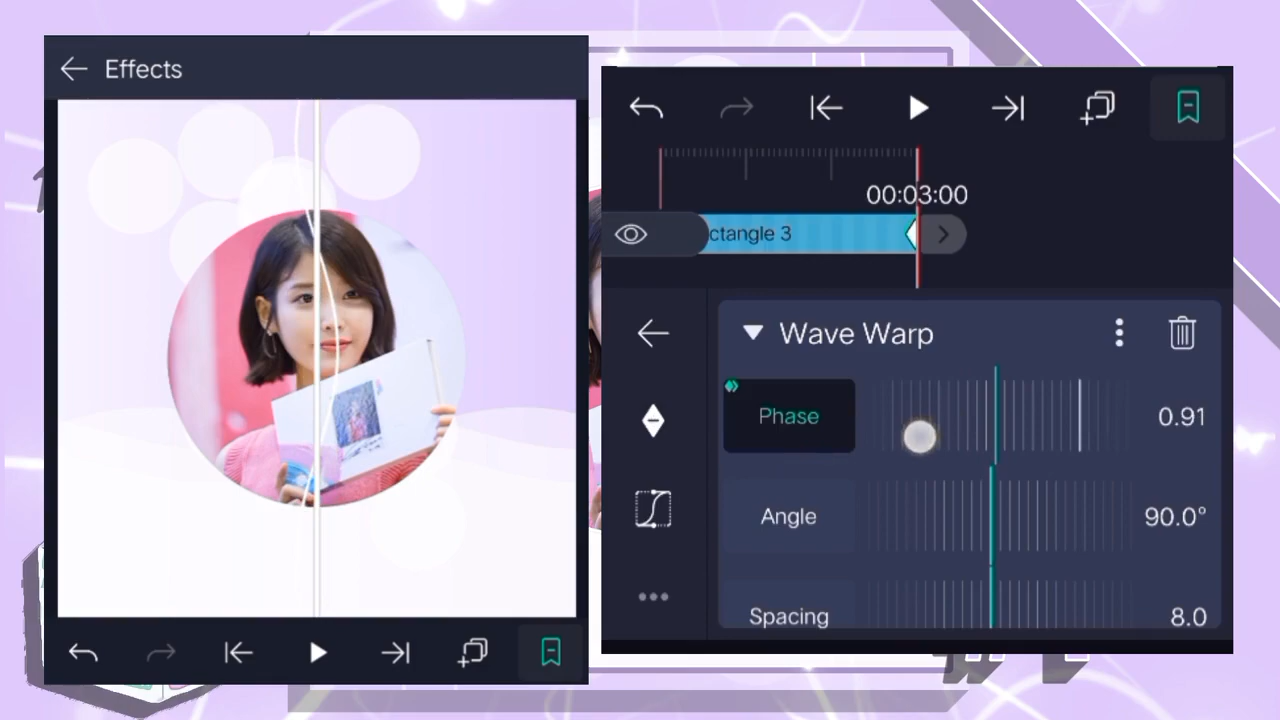 Effects
00:03:00
ctangle 3
Wave Warp
Phase
0.91
Angle
90.0°
Spacing
8.0